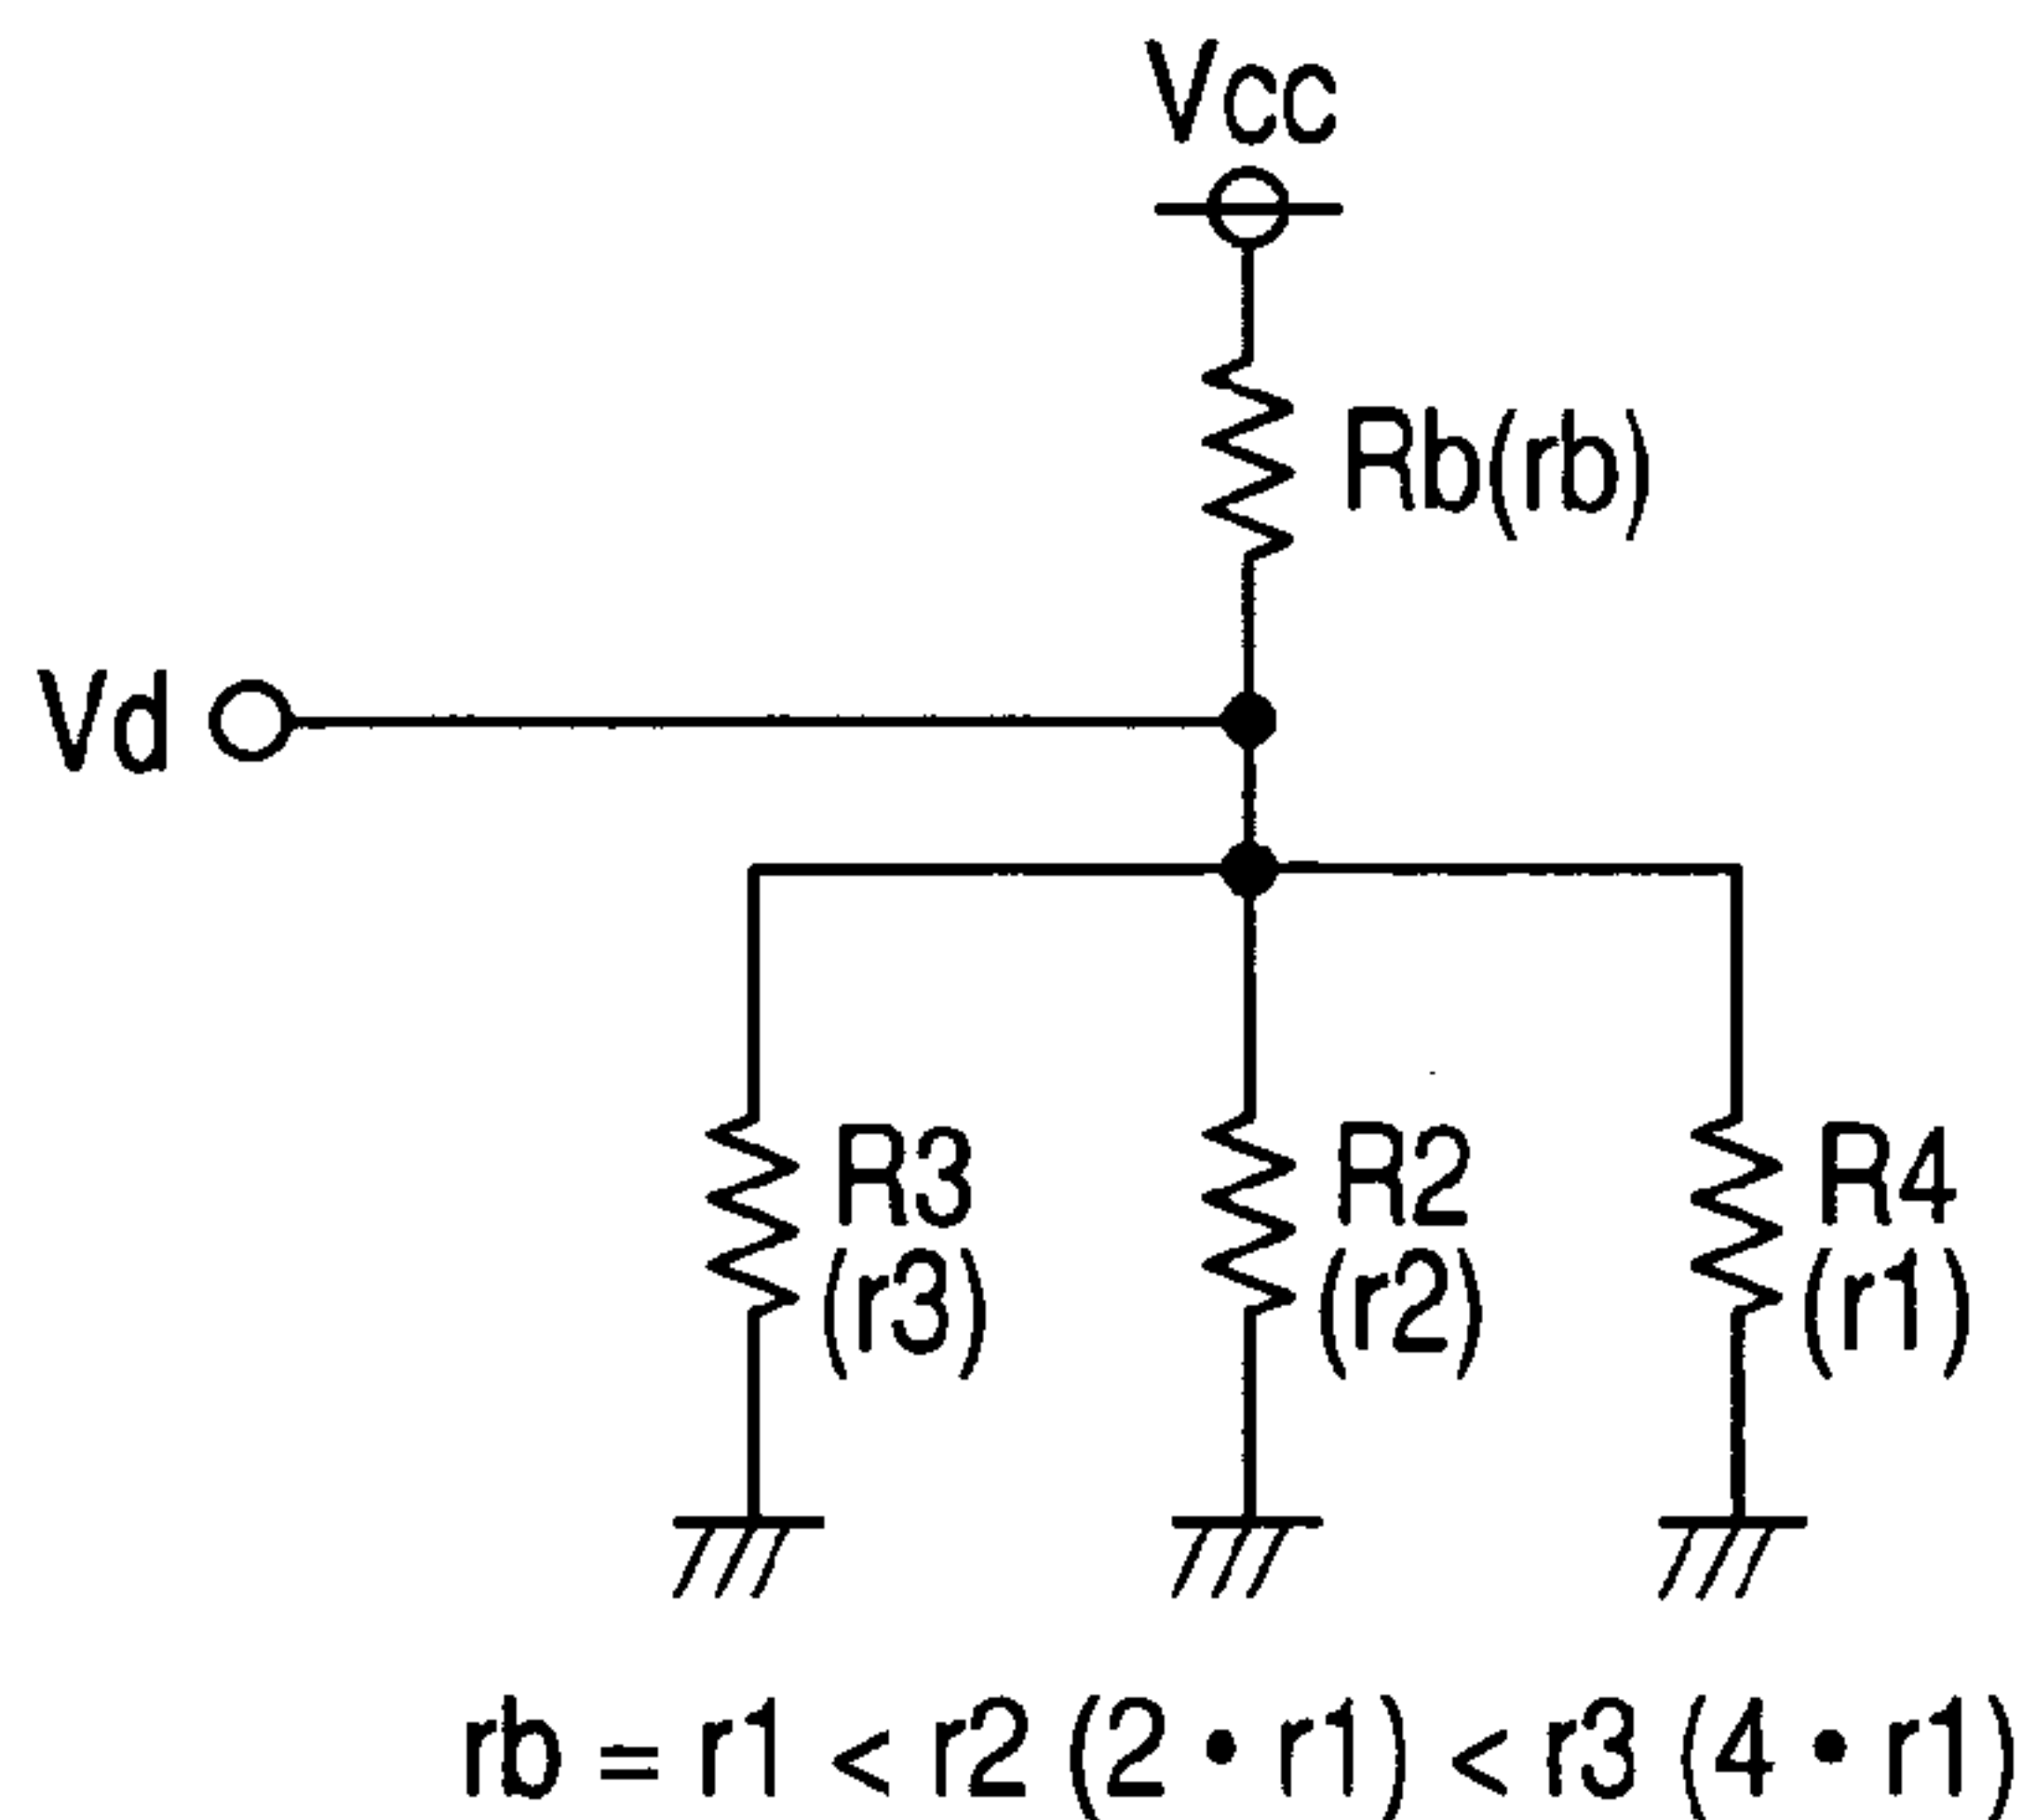 Vcc
Rb(rb)
Vd
R3
(r3)
R2
(r2)
R4
(r1)
rb = r1 < r2 (2 • r1) < r3 (4 • r1)